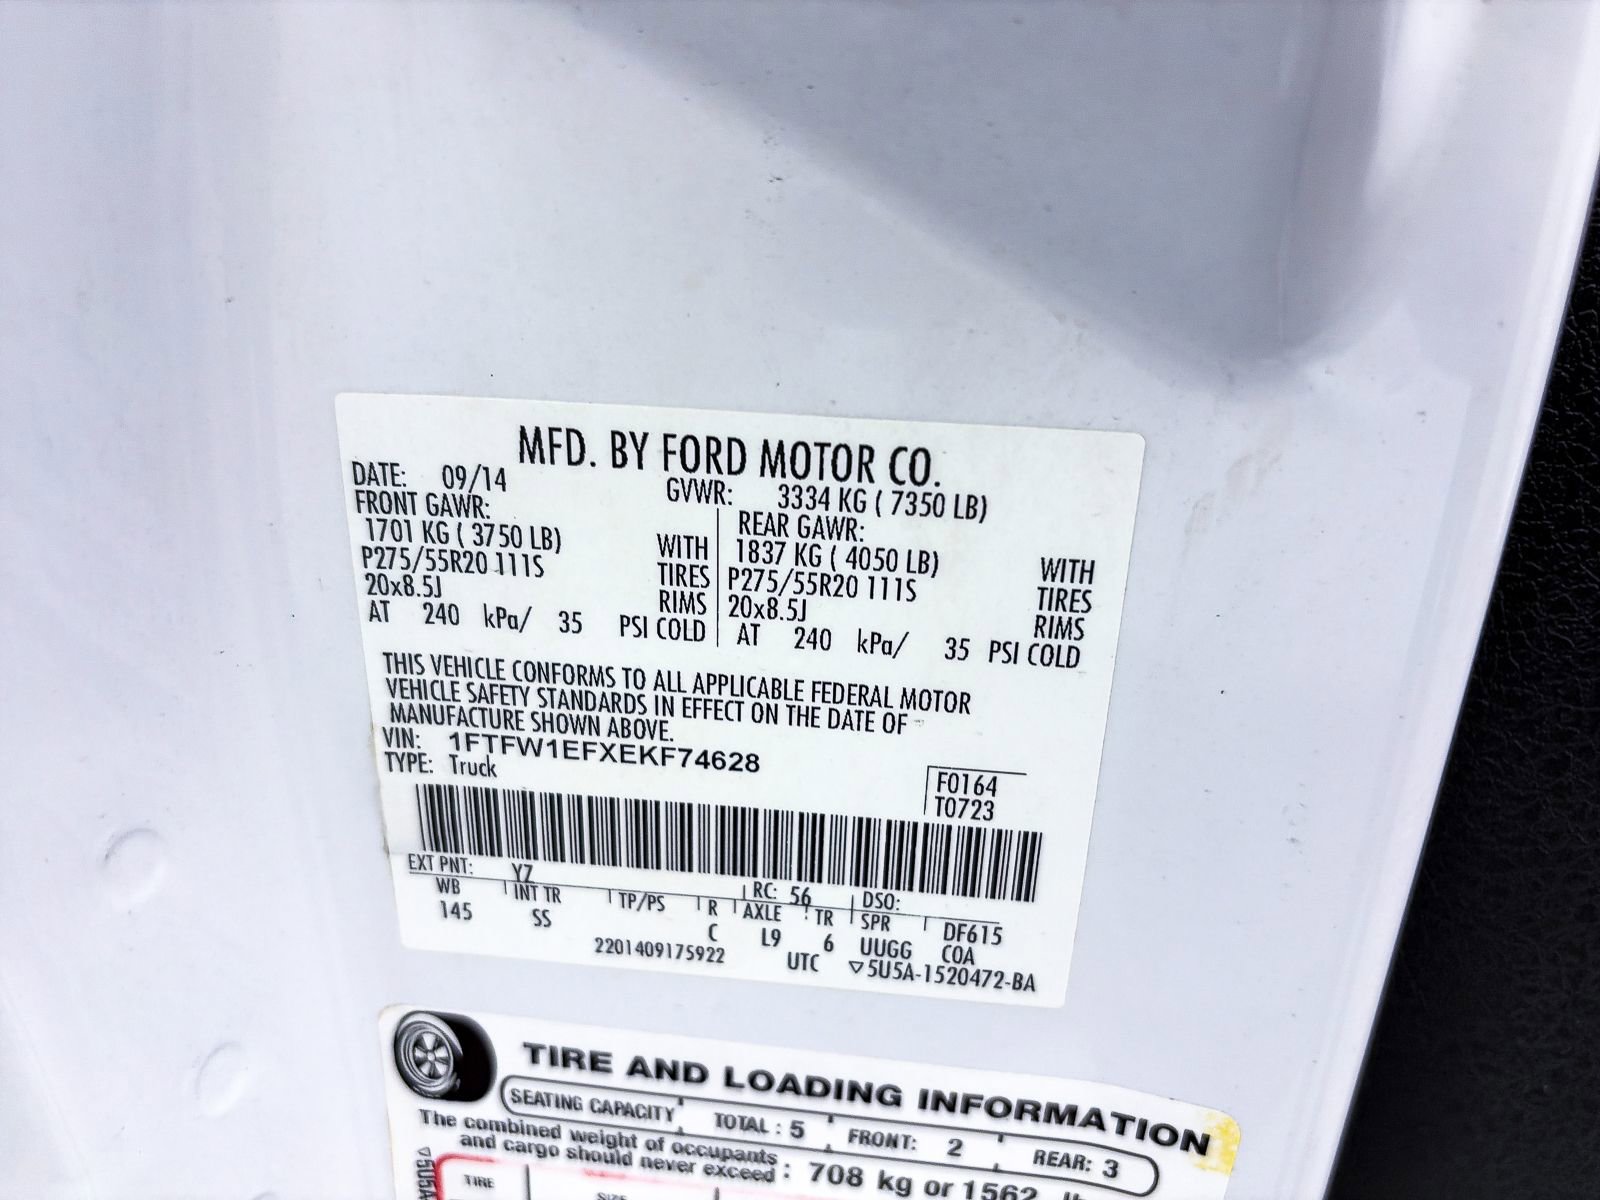 MFD. BY FORD MOTOR CO.
DATE: 09/14 GVWR: 3334 KG ( 7350 LB)
FRONT GAWR: REAR GAWR:
1701 KG ( 3750 LB) WITH 1837 KG ( 4050 LB) WITH
P275/55R20 111S TIRES P275/55R20 111S TIRES
20x8.5J RIMS 20x8.5J RIMS
AT 240 kPa/ 35 PSI COLD AT 240 kPa/ 35 PSI COLD
THIS VEHICLE CONFORMS TO ALL APPLICABLE FEDERAL MOTOR
VEHICLE SAFETY STANDARDS IN EFFECT ON THE DATE OF
MANUFACTURE SHOWN ABOVE.
VIN: 1FTFW1EFXEKF74628
TYPE: Truck
F0164
T0723
EXT PNT: YZ RC: 56 DSO:
WB INT TR TP/PS R AXLE TR SPR DF615
145 SS C L9 6 UUGG COA
2201409175922 UTC ▽5U5A-1520472-BA
TIRE AND LOADING INFORMATION
SEATING CAPACITY TOTAL : 5 FRONT: 2 REAR: 3
The combined weight of occupants
and cargo should never exceed : 708 kg or 1562
▽5U5A
TIRE